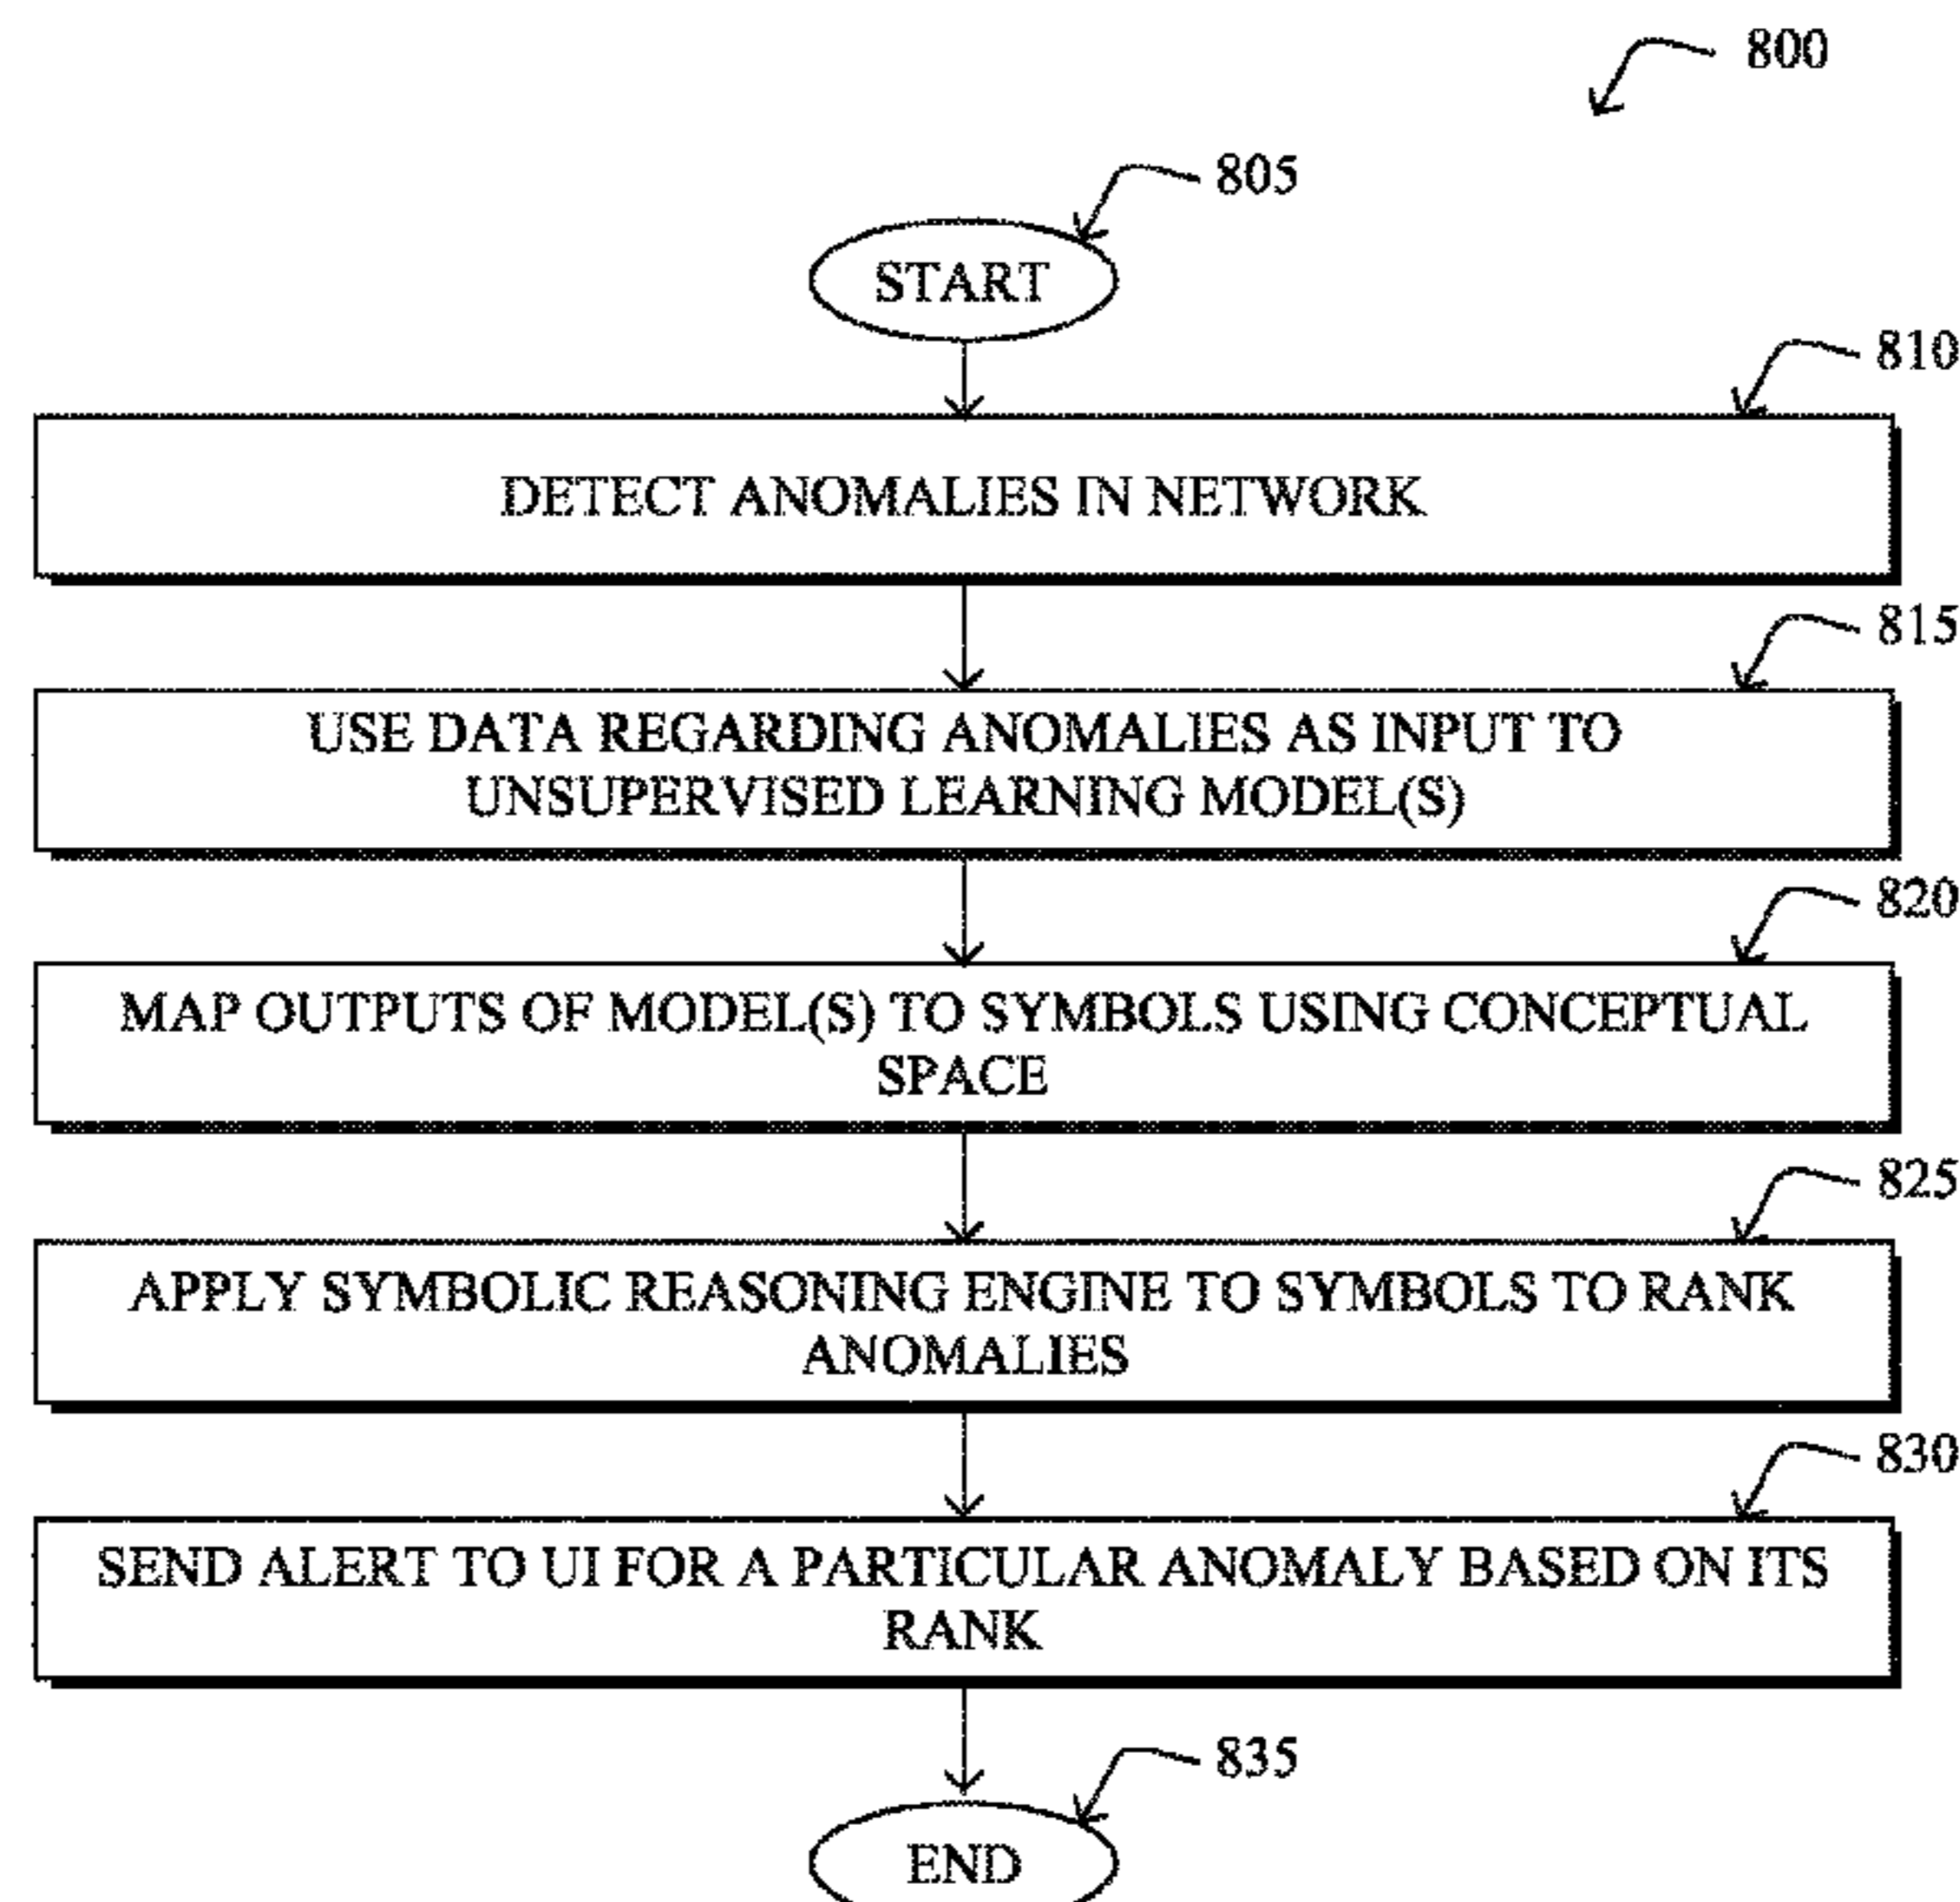 800
805
START
810
DETECT ANOMALIES IN NETWORK
815
USE DATA REGARDING ANOMALIES AS INPUT TO
UNSUPERVISED LEARNING MODEL(S)
820
MAP OUTPUTS OF MODEL(S) TO SYMBOLS USING CONCEPTUAL
SPACE
825
APPLY SYMBOLIC REASONING ENGINE TO SYMBOLS TO RANK
ANOMALIES
830
SEND ALERT TO UI FOR A PARTICULAR ANOMALY BASED ON ITS
RANK
835
END